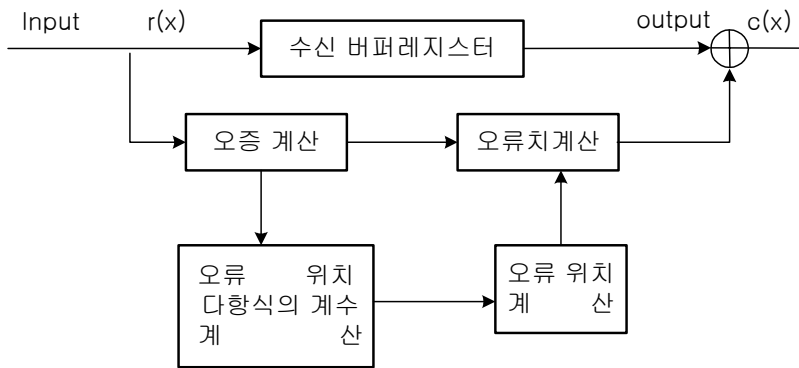 Input r(x) output c(x)
수신 버퍼레지스터
오증 계산 오류치계산
오류 위치
다항식의 계수
계 산
오류 위치
계 산